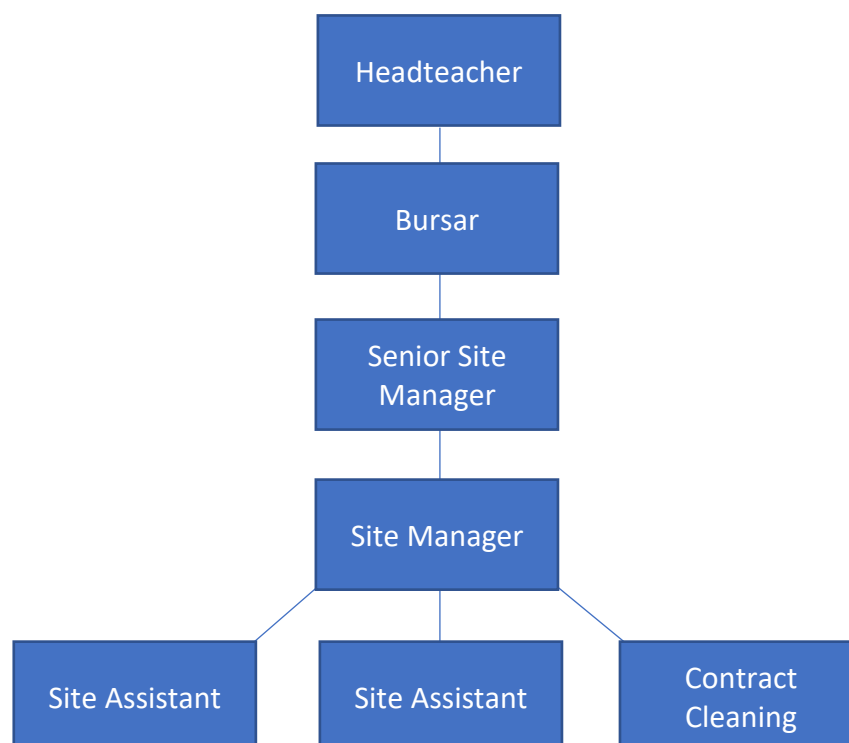 Headteacher
Bursar
Senior Site
Manager
Site Manager
Site Assistant
Site Assistant
Contract
Cleaning